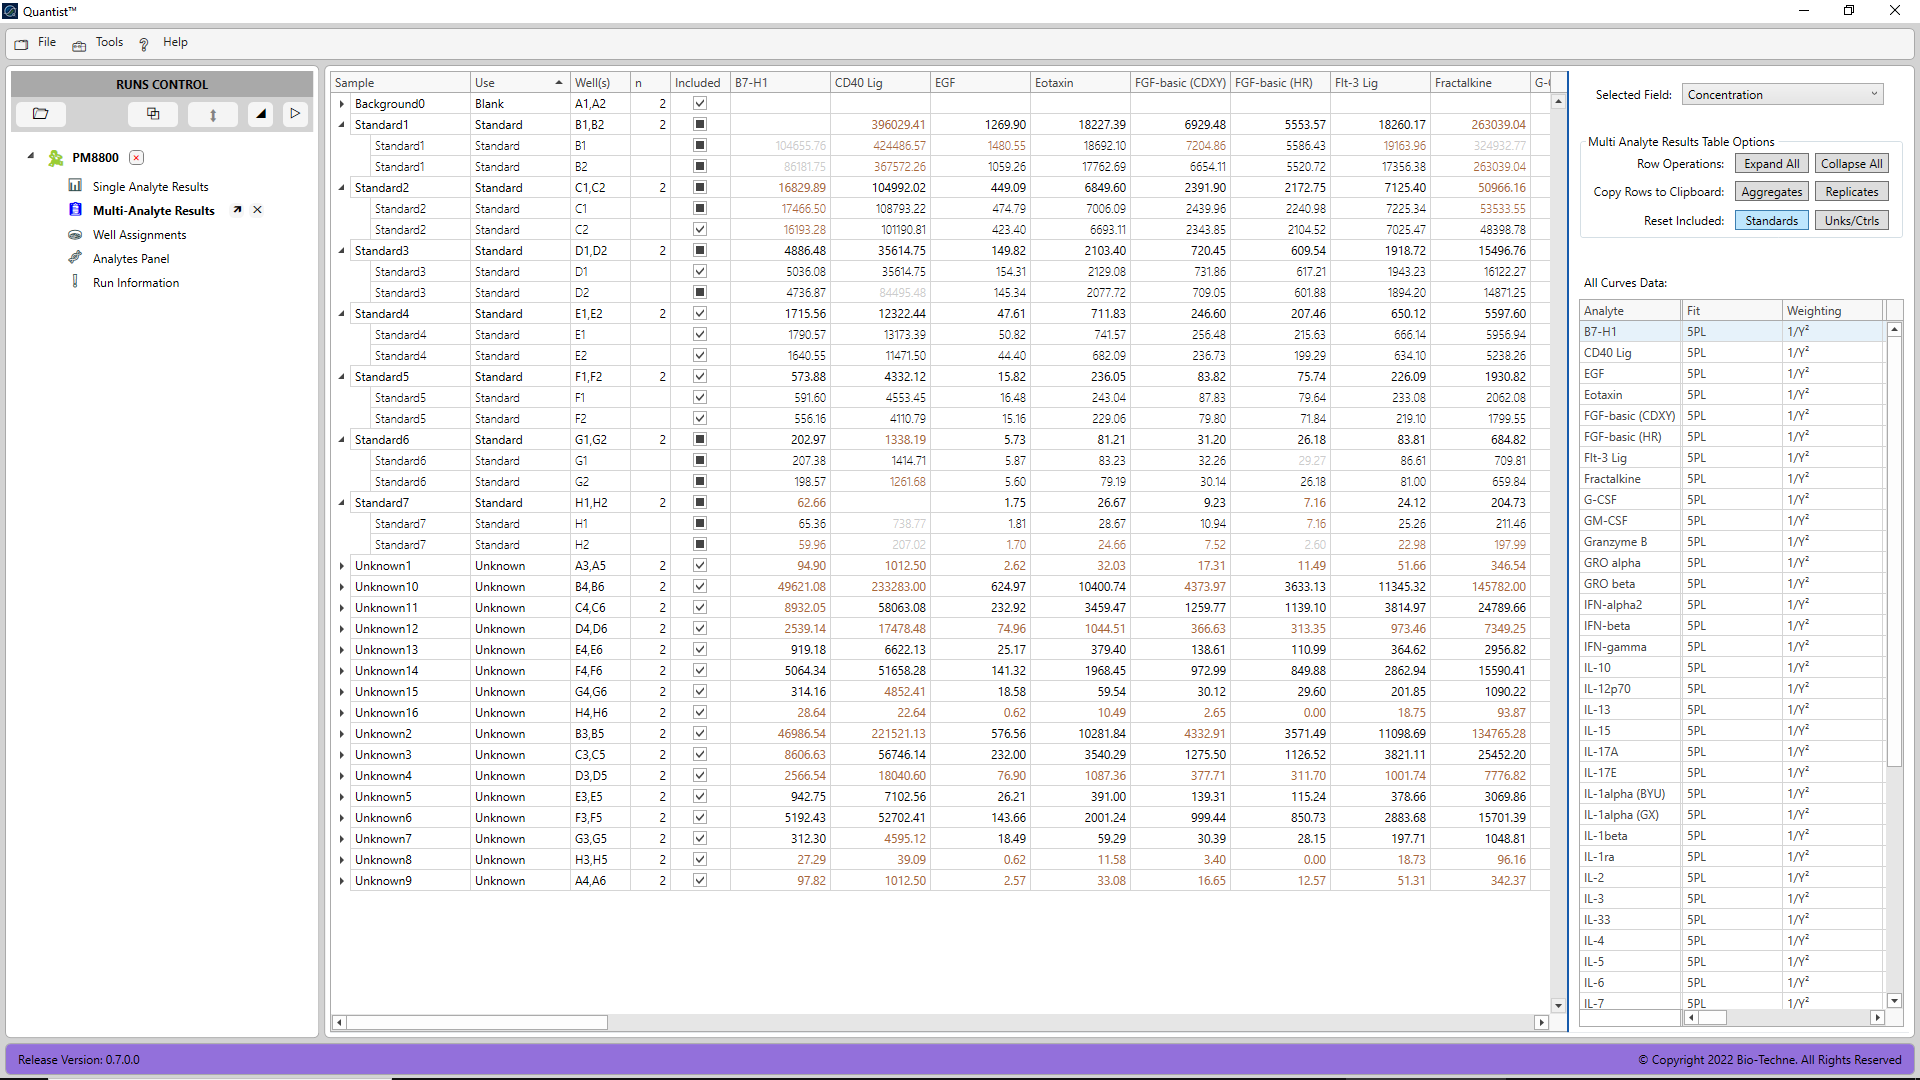 Quantist™
File Tools Help
RUNS CONTROL
PM8800
Single Analyte Results
Multi-Analyte Results
Well Assignments
Analytes Panel
Run Information
Sample Use Well(s) n Included B7-H1 CD40 Lig EGF Eotaxin FGF-basic (CDXY) FGF-basic (HR) Flt-3 Lig Fractalkine G-C
Background0 Blank A1,A2 2
Standard1 Standard B1,B2 2 396029.41 1269.90 18227.39 6929.48 5553.57 18260.17 263039.04
Standard1 Standard B1 104655.76 424486.57 1480.55 18692.10 7204.86 5586.43 19163.96 324932.77
Standard1 Standard B2 86181.75 367572.26 1059.26 17762.69 6654.11 5520.72 17356.38 263039.04
Standard2 Standard C1,C2 2 16829.89 104992.02 449.09 6849.60 2391.90 2172.75 7125.40 50966.16
Standard2 Standard C1 17466.50 108793.22 474.79 7006.09 2439.96 2240.98 7225.34 53533.55
Standard2 Standard C2 16193.28 101190.81 423.40 6693.11 2343.85 2104.52 7025.47 48398.78
Standard3 Standard D1,D2 2 4886.48 35614.75 149.82 2103.40 720.45 609.54 1918.72 15496.76
Standard3 Standard D1 5036.08 35614.75 154.31 2129.08 731.86 617.21 1943.23 16122.27
Standard3 Standard D2 4736.87 84495.48 145.34 2077.72 709.05 601.88 1894.20 14871.25
Standard4 Standard E1,E2 2 1715.56 12322.44 47.61 711.83 246.60 207.46 650.12 5597.60
Standard4 Standard E1 1790.57 13173.39 50.82 741.57 256.48 215.63 666.14 5956.94
Standard4 Standard E2 1640.55 11471.50 44.40 682.09 236.73 199.29 634.10 5238.26
Standard5 Standard F1,F2 2 573.88 4332.12 15.82 236.05 83.82 75.74 226.09 1930.82
Standard5 Standard F1 591.60 4553.45 16.48 243.04 87.83 79.64 233.08 2062.08
Standard5 Standard F2 556.16 4110.79 15.16 229.06 79.80 71.84 219.10 1799.55
Standard6 Standard G1,G2 2 202.97 1338.19 5.73 81.21 31.20 26.18 83.81 684.82
Standard6 Standard G1 207.38 1414.71 5.87 83.23 32.26 29.27 86.61 709.81
Standard6 Standard G2 198.57 1261.68 5.60 79.19 30.14 26.18 81.00 659.84
Standard7 Standard H1,H2 2 62.66 1.75 26.67 9.23 7.16 24.12 204.73
Standard7 Standard H1 65.36 738.77 1.81 28.67 10.94 7.16 25.26 211.46
Standard7 Standard H2 59.96 207.02 1.70 24.66 7.52 2.60 22.98 197.99
Unknown1 Unknown A3,A5 2 94.90 1012.50 2.62 32.03 17.31 11.49 51.66 346.54
Unknown10 Unknown B4,B6 2 49621.08 233283.00 624.97 10400.74 4373.97 3633.13 11345.32 145782.00
Unknown11 Unknown C4,C6 2 8932.05 58063.08 232.92 3459.47 1259.77 1139.10 3814.97 24789.66
Unknown12 Unknown D4,D6 2 2539.14 17478.48 74.96 1044.51 366.63 313.35 973.46 7349.25
Unknown13 Unknown E4,E6 2 919.18 6622.13 25.17 379.40 138.61 110.99 364.62 2956.82
Unknown14 Unknown F4,F6 2 5064.34 51658.28 141.32 1968.45 972.99 849.88 2862.94 15590.41
Unknown15 Unknown G4,G6 2 314.16 4852.41 18.58 59.54 30.12 29.60 201.85 1090.22
Unknown16 Unknown H4,H6 2 28.64 22.64 0.62 10.49 2.65 0.00 18.75 93.87
Unknown2 Unknown B3,B5 2 46986.54 221521.13 576.56 10281.84 4332.91 3571.49 11098.69 134765.28
Unknown3 Unknown C3,C5 2 8606.63 56746.14 232.00 3540.29 1275.50 1126.52 3821.11 25452.20
Unknown4 Unknown D3,D5 2 2566.54 18040.60 76.90 1087.36 377.71 311.70 1001.74 7776.82
Unknown5 Unknown E3,E5 2 942.75 7102.56 26.21 391.00 139.31 115.24 378.66 3069.86
Unknown6 Unknown F3,F5 2 5192.43 52702.41 143.66 2001.24 999.44 850.73 2883.68 15701.39
Unknown7 Unknown G3,G5 2 312.30 4595.12 18.49 59.29 30.39 28.15 197.71 1048.81
Unknown8 Unknown H3,H5 2 27.29 39.09 0.62 11.58 3.40 0.00 18.73 96.16
Unknown9 Unknown A4,A6 2 97.82 1012.50 2.57 33.08 16.65 12.57 51.31 342.37
Selected Field: Concentration
Multi Analyte Results Table Options
Row Operations: Expand All Collapse All
Copy Rows to Clipboard: Aggregates Replicates
Reset Included: Standards Unks/Ctrls
All Curves Data:
Analyte Fit Weighting
B7-H1 5PL 1/Y²
CD40 Lig 5PL 1/Y²
EGF 5PL 1/Y²
Eotaxin 5PL 1/Y²
FGF-basic (CDXY) 5PL 1/Y²
FGF-basic (HR) 5PL 1/Y²
Flt-3 Lig 5PL 1/Y²
Fractalkine 5PL 1/Y²
G-CSF 5PL 1/Y²
GM-CSF 5PL 1/Y²
Granzyme B 5PL 1/Y²
GRO alpha 5PL 1/Y²
GRO beta 5PL 1/Y²
IFN-alpha2 5PL 1/Y²
IFN-beta 5PL 1/Y²
IFN-gamma 5PL 1/Y²
IL-10 5PL 1/Y²
IL-12p70 5PL 1/Y²
IL-13 5PL 1/Y²
IL-15 5PL 1/Y²
IL-17A 5PL 1/Y²
IL-17E 5PL 1/Y²
IL-1alpha (BYU) 5PL 1/Y²
IL-1alpha (GX) 5PL 1/Y²
IL-1beta 5PL 1/Y²
IL-1ra 5PL 1/Y²
IL-2 5PL 1/Y²
IL-3 5PL 1/Y²
IL-33 5PL 1/Y²
IL-4 5PL 1/Y²
IL-5 5PL 1/Y²
IL-6 5PL 1/Y²
IL-7 5PL 1/Y²
Release Version: 0.7.0.0
© Copyright 2022 Bio-Techne. All Rights Reserved